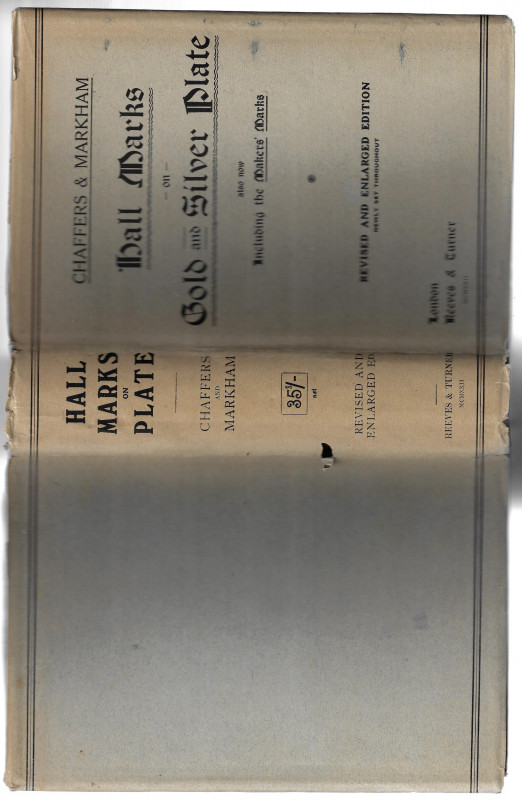 CHAFFERS & MARKHAM
Hall Marks
on
Gold and Silver Plate
also now
Including the Makers' Marks
REVISED AND ENLARGED EDITION
NEWLY SET THROUGHOUT
London
Reeves & Turner
HALL
MARKS
ON
PLATE
CHAFFERS
AND
MARKHAM
35/-
net
REVISED AND
ENLARGED ED
REEVES & TURNER